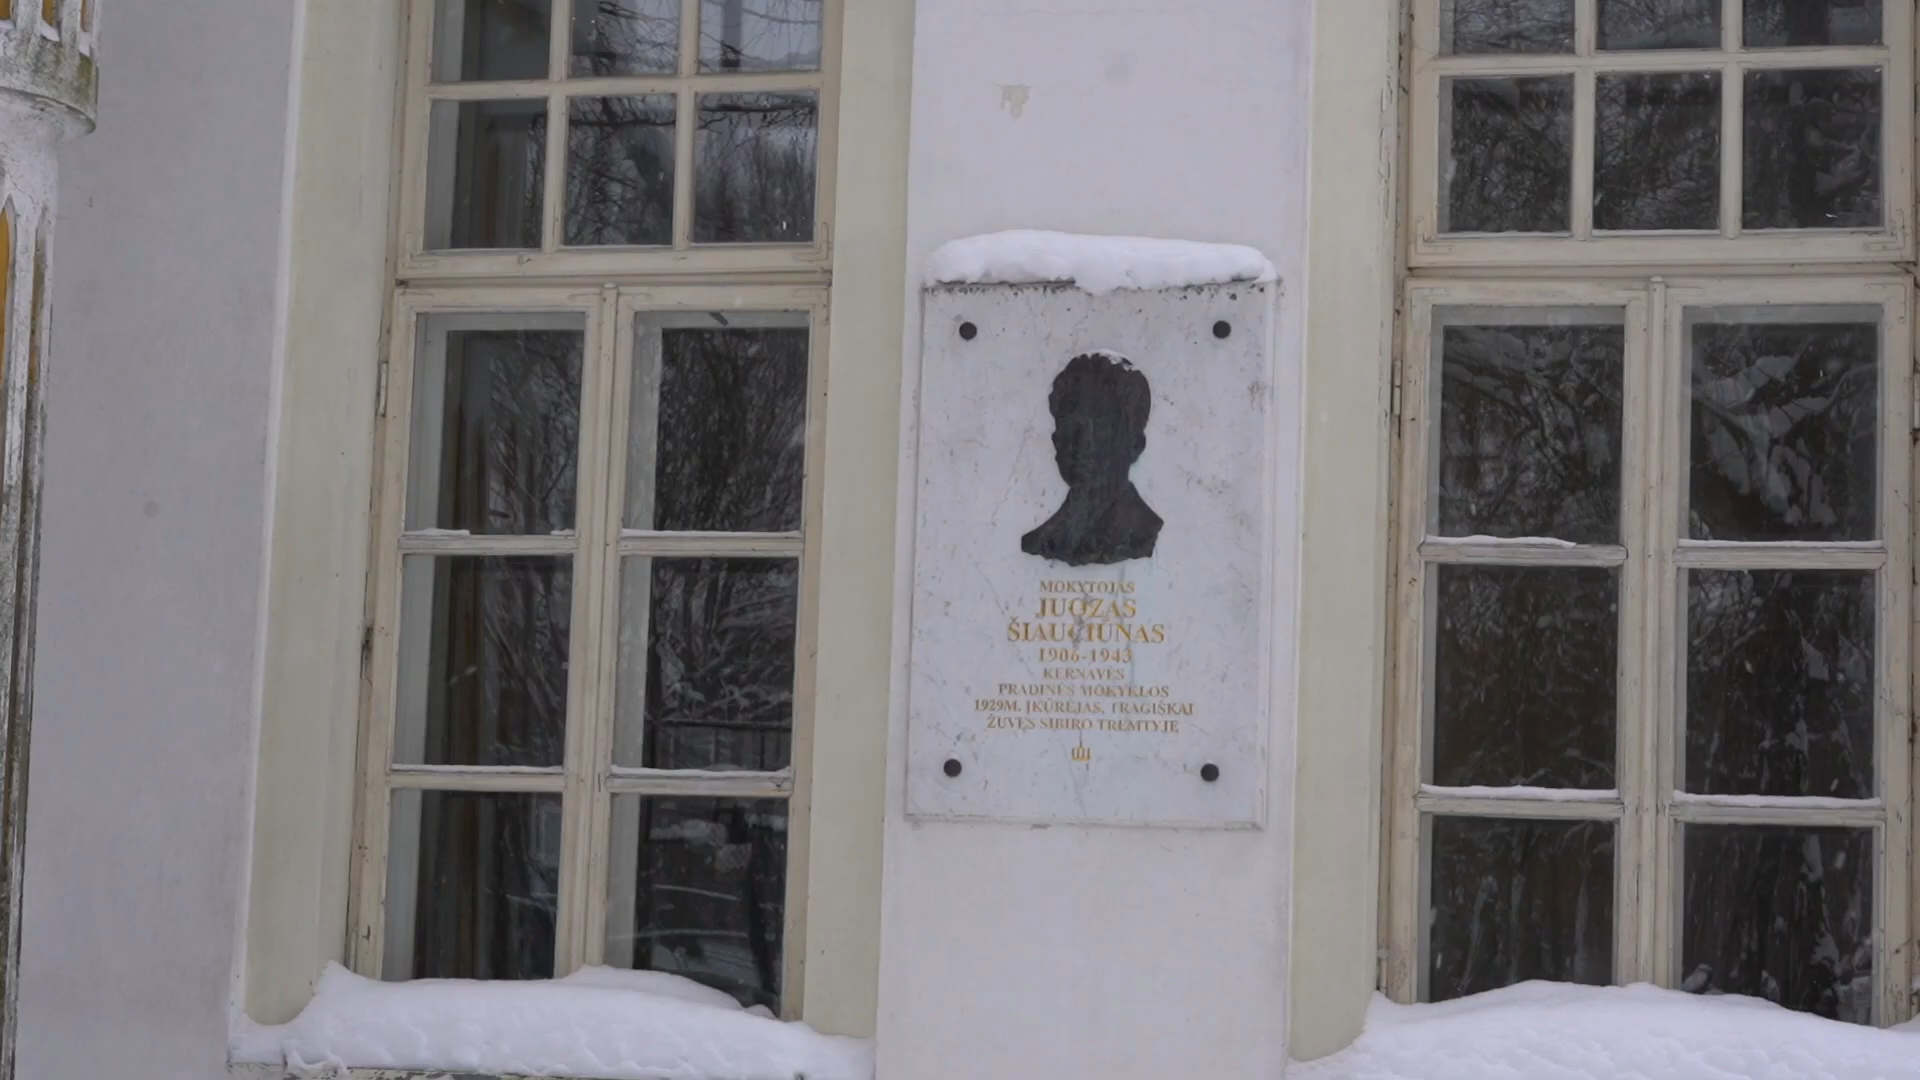 MOKYTOJAS
JUOZAS
ŠIAUČIŪNAS
1906-1943
KERNAVĖS
PRADINĖS MOKYKLOS
1929M. ĮKŪRĖJAS, TRAGIŠKAI
ŽUVĘS SIBIRO TREMTYJE